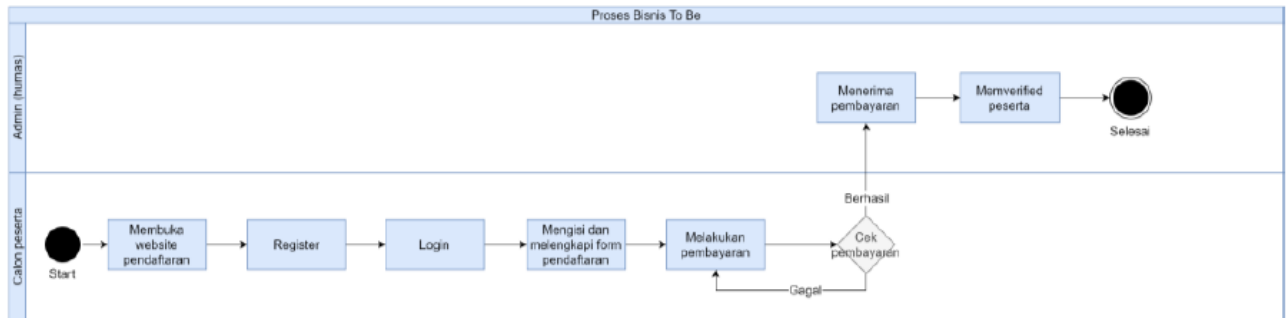 Proses Bisnis To Be
Admin (humas)
Menerima
pembayaran
Memverified
peserta
Selesai
Calon peserta
Start
Membuka
website
pendaftaran
Register
Login
Mengisi dan
melengkapi form
pendaftaran
Melakukan
pembayaran
Cek
pembayaran
Berhasil
Gagal